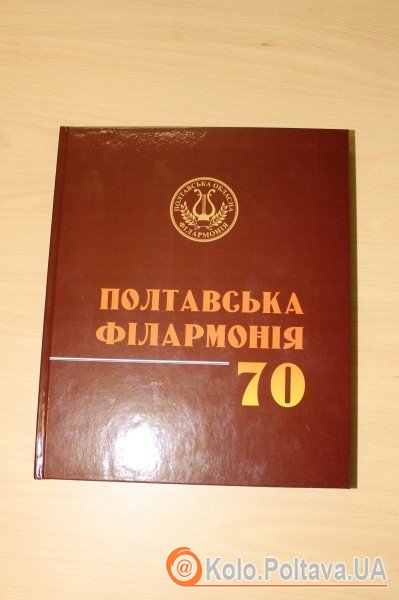 ПОЛТАВСЬКА ОБЛАСНА
ФІЛАРМОНІЯ
ПОЛТАВСЬКА
ФІЛАРМОНІЯ
70
@Kolo.Poltava.UA